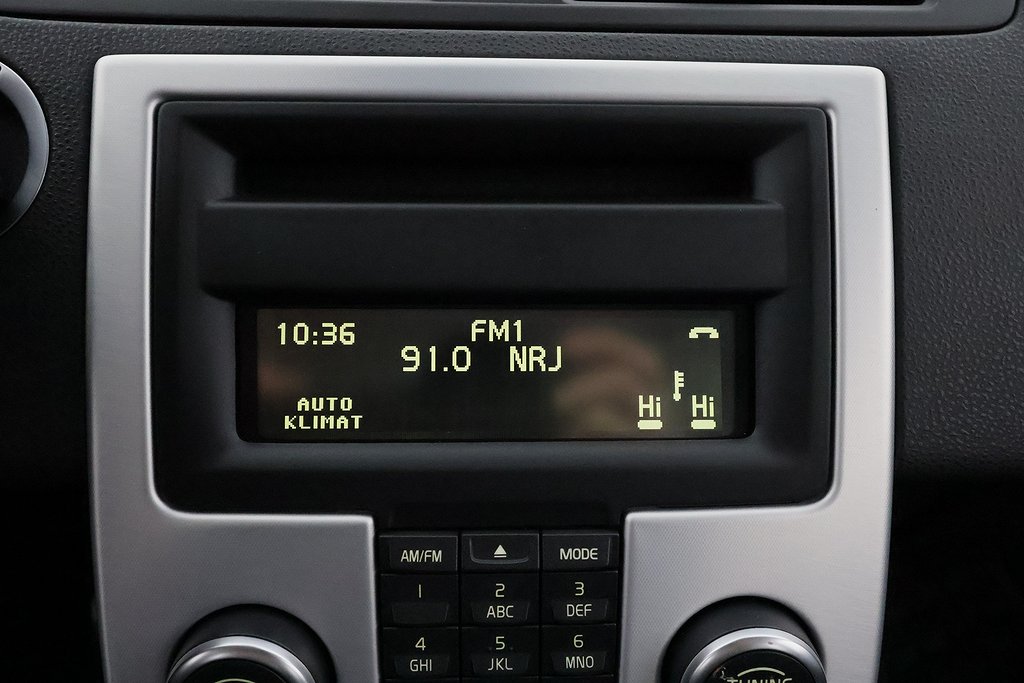 10:36
FM1
91.0 NRJ
AUTO
KLIMAT
Hi Hi
AM/FM MODE
1 2 3
ABC DEF
4 5 6
GHI JKL MNO
TUNING